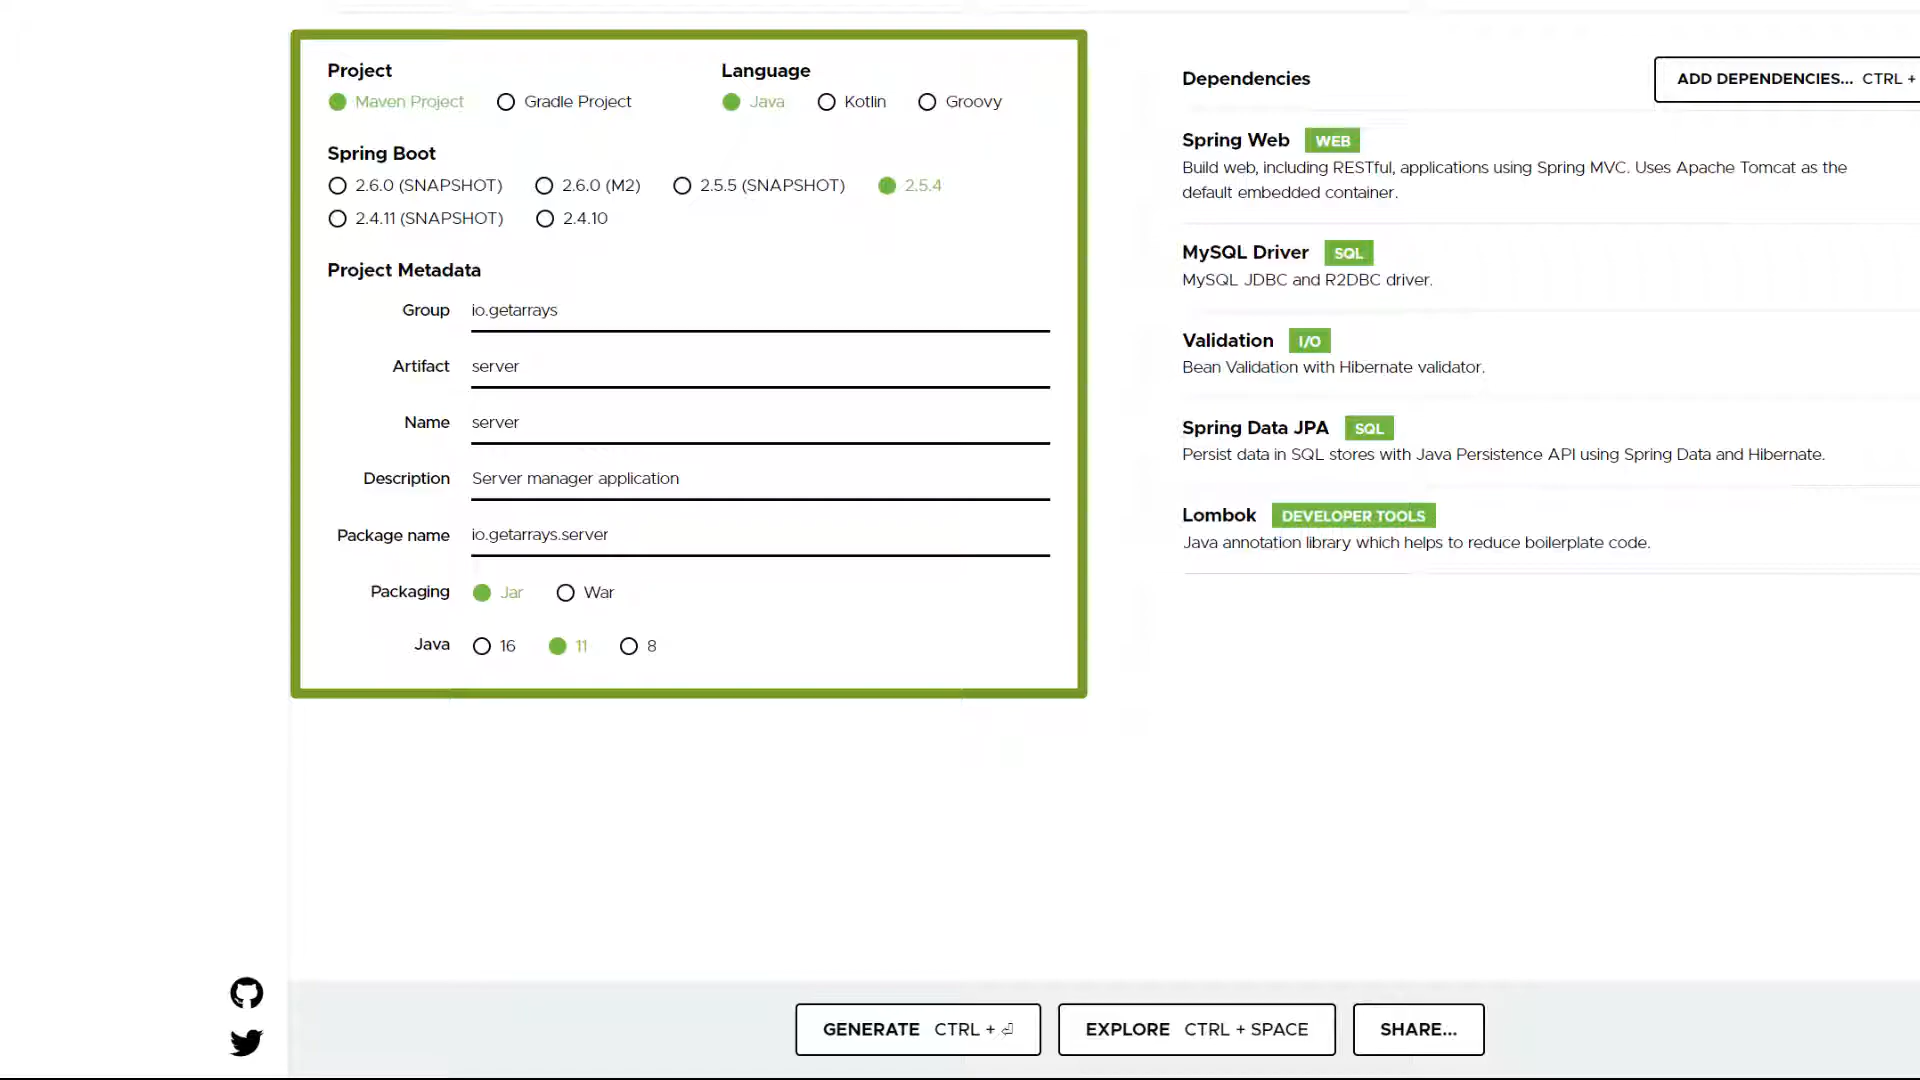 Project
Maven Project Gradle Project
Language
Java Kotlin Groovy
Spring Boot
2.6.0 (SNAPSHOT) 2.6.0 (M2) 2.5.5 (SNAPSHOT) 2.5.4
2.4.11 (SNAPSHOT) 2.4.10
Project Metadata
Group io.getarrays
Artifact server
Name server
Description Server manager application
Package name io.getarrays.server
Packaging Jar War
Java 16 11 8
Dependencies
ADD DEPENDENCIES... CTRL +
Spring Web WEB
Build web, including RESTful, applications using Spring MVC. Uses Apache Tomcat as the
default embedded container.
MySQL Driver SQL
MySQL JDBC and R2DBC driver.
Validation I/O
Bean Validation with Hibernate validator.
Spring Data JPA SQL
Persist data in SQL stores with Java Persistence API using Spring Data and Hibernate.
Lombok DEVELOPER TOOLS
Java annotation library which helps to reduce boilerplate code.
GENERATE CTRL + ⏎
EXPLORE CTRL + SPACE
SHARE...